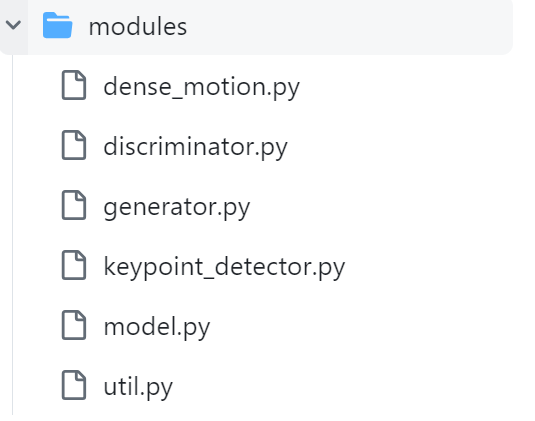 modules
dense_motion.py
discriminator.py
generator.py
keypoint_detector.py
model.py
util.py